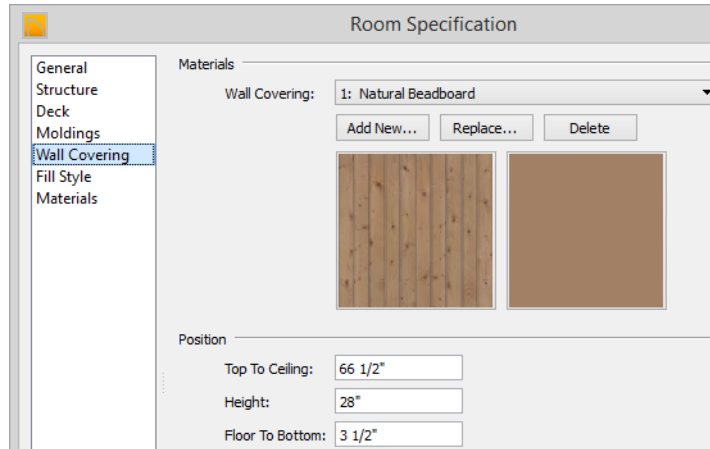 Room Specification
General
Structure
Deck
Moldings
Wall Covering
Fill Style
Materials
Materials
Wall Covering: 1: Natural Beadboard
Add New... Replace... Delete
Position
Top To Ceiling: 66 1/2"
Height: 28"
Floor To Bottom: 3 1/2"